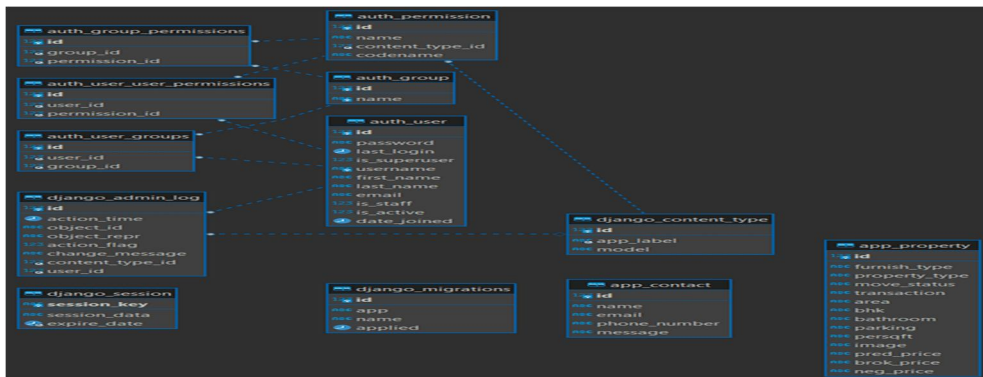 auth_group_permissions
id
group_id
permission_id
auth_user_user_permissions
id
user_id
permission_id
auth_user_groups
id
user_id
group_id
django_admin_log
id
action_time
object_id
object_repr
action_flag
change_message
content_type_id
user_id
django_session
session_key
session_data
expire_date
auth_permission
id
name
content_type_id
codename
auth_group
id
name
auth_user
id
password
last_login
is_superuser
username
first_name
last_name
email
is_staff
is_active
date_joined
django_migrations
id
app
name
applied
django_content_type
id
app_label
model
app_contact
id
name
email
phone_number
message
app_property
id
furnish_type
property_type
move_status
transaction
area
bhk
bathroom
parking
persqft
image
pred_price
brok_price
neg_price